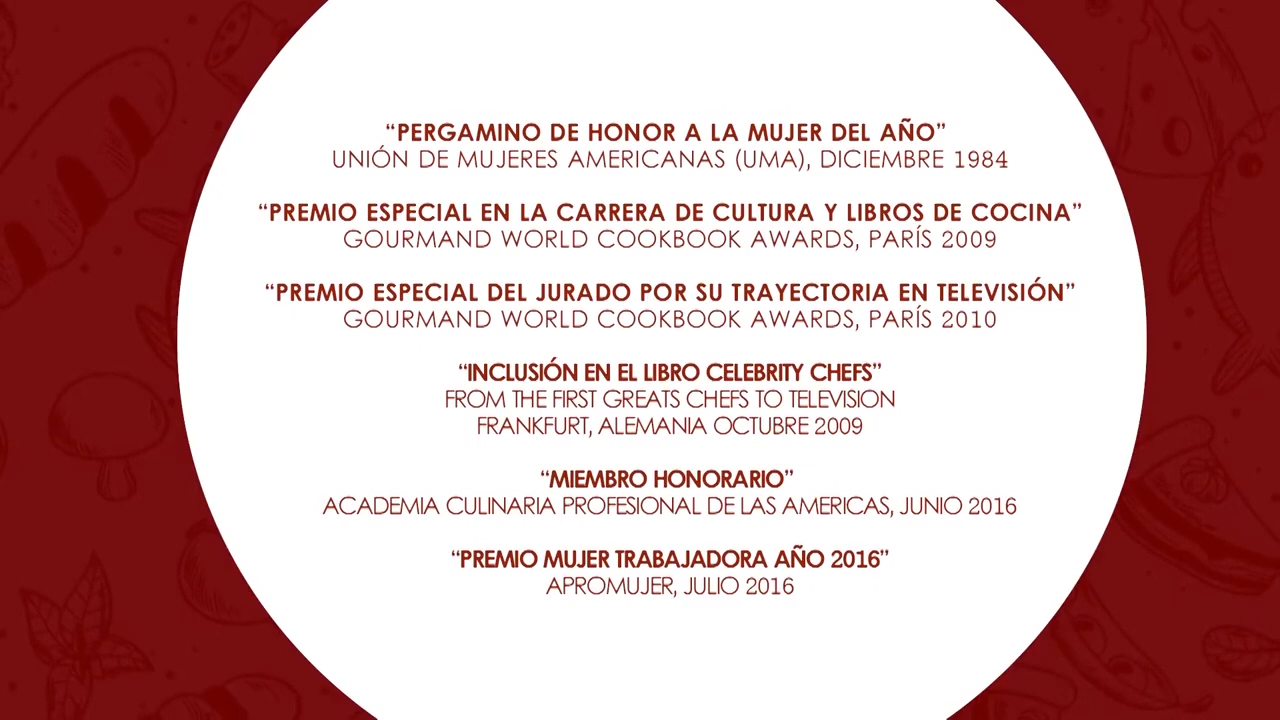 “PERGAMINO DE HONOR A LA MUJER DEL AÑO”
UNIÓN DE MUJERES AMERICANAS (UMA), DICIEMBRE 1984
“PREMIO ESPECIAL EN LA CARRERA DE CULTURA Y LIBROS DE COCINA”
GOURMAND WORLD COOKBOOK AWARDS, PARÍS 2009
“PREMIO ESPECIAL DEL JURADO POR SU TRAYECTORIA EN TELEVISIÓN”
GOURMAND WORLD COOKBOOK AWARDS, PARÍS 2010
“INCLUSIÓN EN EL LIBRO CELEBRITY CHEFS”
FROM THE FIRST GREATS CHEFS TO TELEVISION
FRANKFURT, ALEMANIA OCTUBRE 2009
“MIEMBRO HONORARIO”
ACADEMIA CULINARIA PROFESIONAL DE LAS AMERICAS, JUNIO 2016
“PREMIO MUJER TRABAJADORA AÑO 2016”
APROMUJER, JULIO 2016